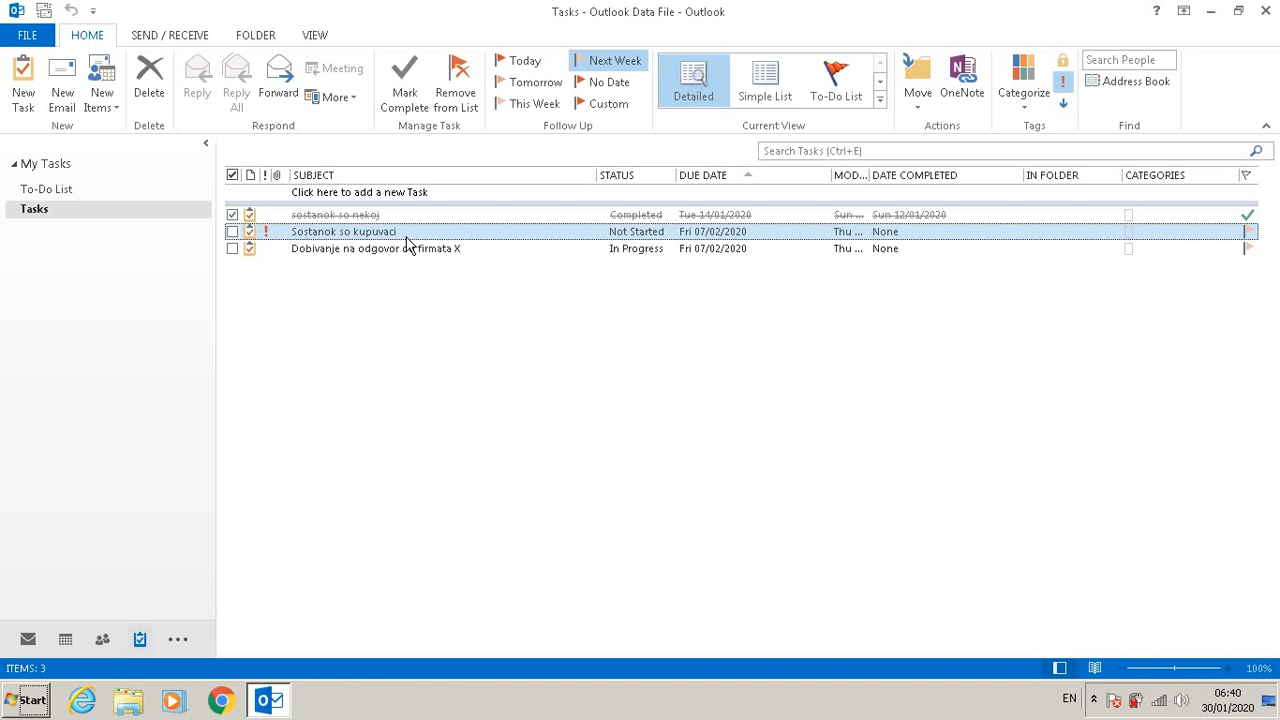 Tasks - Outlook Data File - Outlook
FILE HOME SEND / RECEIVE FOLDER VIEW
New Task
New Email
New Items
New
Delete
Delete
Reply
Reply All
Forward
Meeting
More
Respond
Mark Complete
Remove from List
Manage Task
Today
Tomorrow
This Week
Next Week
No Date
Custom
Follow Up
Detailed
Simple List
To-Do List
Current View
Move
OneNote
Actions
Categorize
Tags
Search People
Address Book
Find
My Tasks
To-Do List
Tasks
Search Tasks (Ctrl+E)
! SUBJECT STATUS DUE DATE MOD... DATE COMPLETED IN FOLDER CATEGORIES
Click here to add a new Task
sostanok so nekoj Completed Tue 14/01/2020 Sun ... Sun 12/01/2020
! Sostanok so kupuvaci Not Started Fri 07/02/2020 Thu ... None
Dobivanje na odgovor firmata X In Progress Fri 07/02/2020 Thu ... None
ITEMS: 3
100%
Start
EN
06:40
30/01/2020